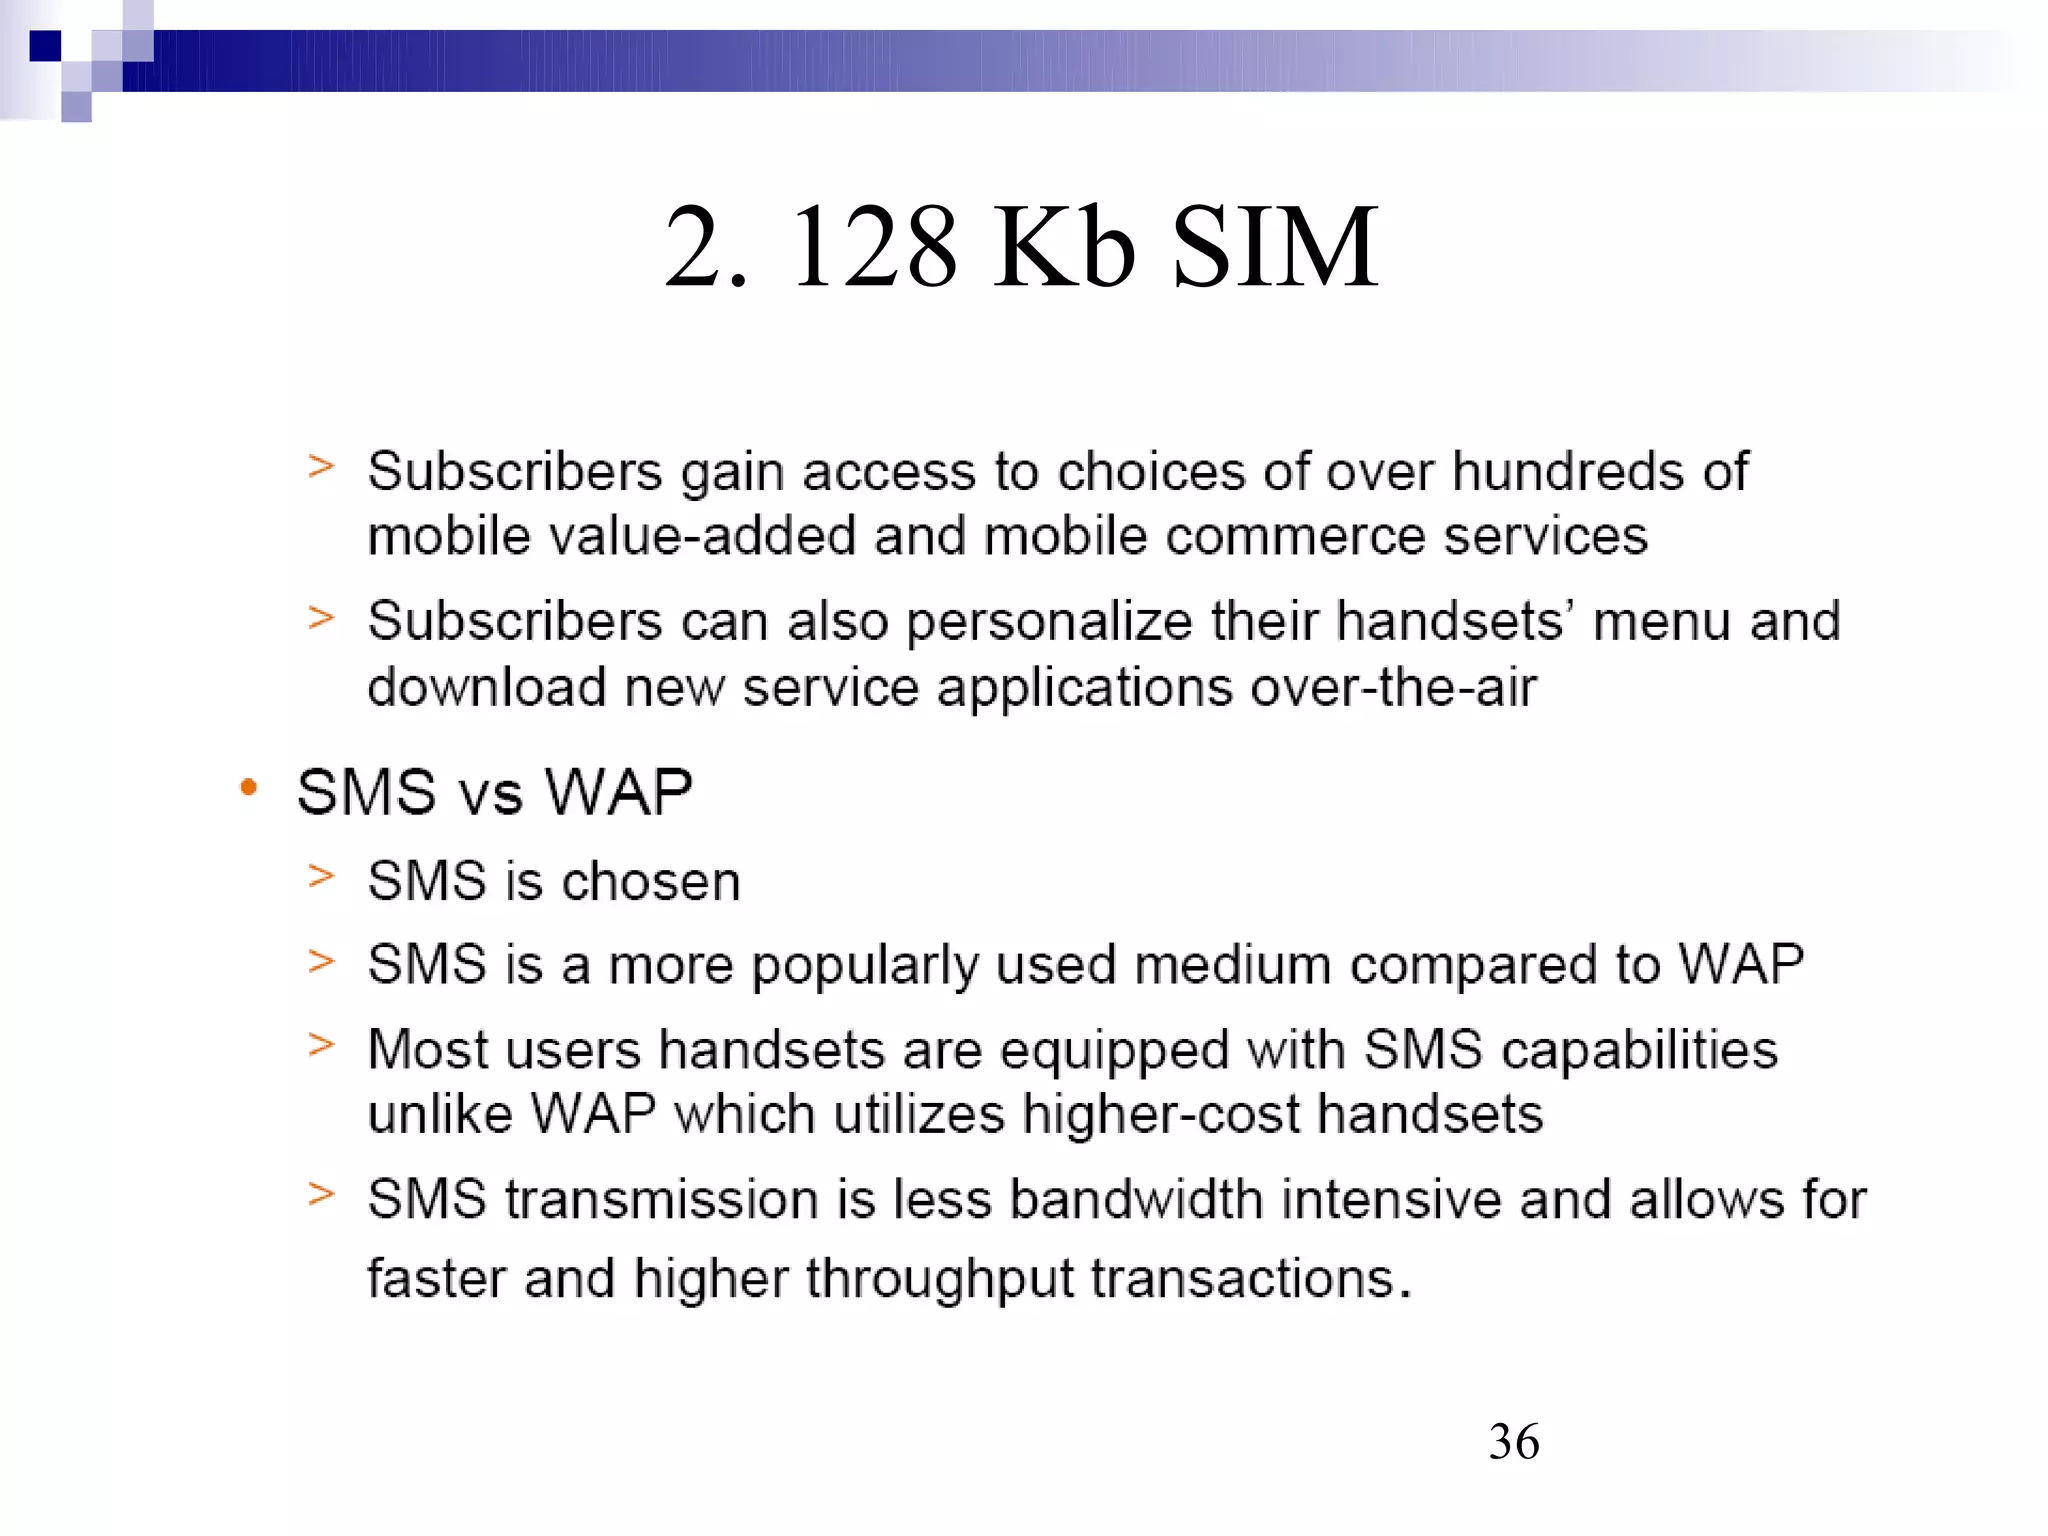 2. 128 Kb SIM
> Subscribers gain access to choices of over hundreds of
mobile value-added and mobile commerce services
> Subscribers can also personalize their handsets’ menu and
download new service applications over-the-air
• SMS vs WAP
> SMS is chosen
> SMS is a more popularly used medium compared to WAP
> Most users handsets are equipped with SMS capabilities
unlike WAP which utilizes higher-cost handsets
> SMS transmission is less bandwidth intensive and allows for
faster and higher throughput transactions.
36